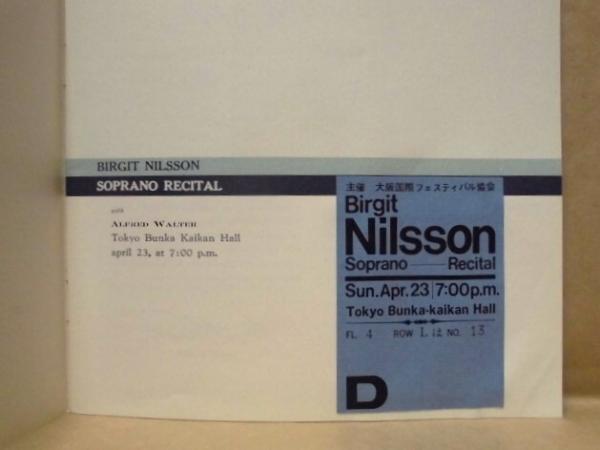 BIRGIT NILSSON
SOPRANO RECITAL
with
ALFRED WALTER
Tokyo Bunka Kaikan Hall
april 23, at 7:00 p.m.
主催 大阪国際フェスティバル協会
Birgit
Nilsson
Soprano Recital
Sun.Apr.23 7:00p.m.
Tokyo Bunka-kaikan Hall
FL. 4 ROW Lは NO. 13
D